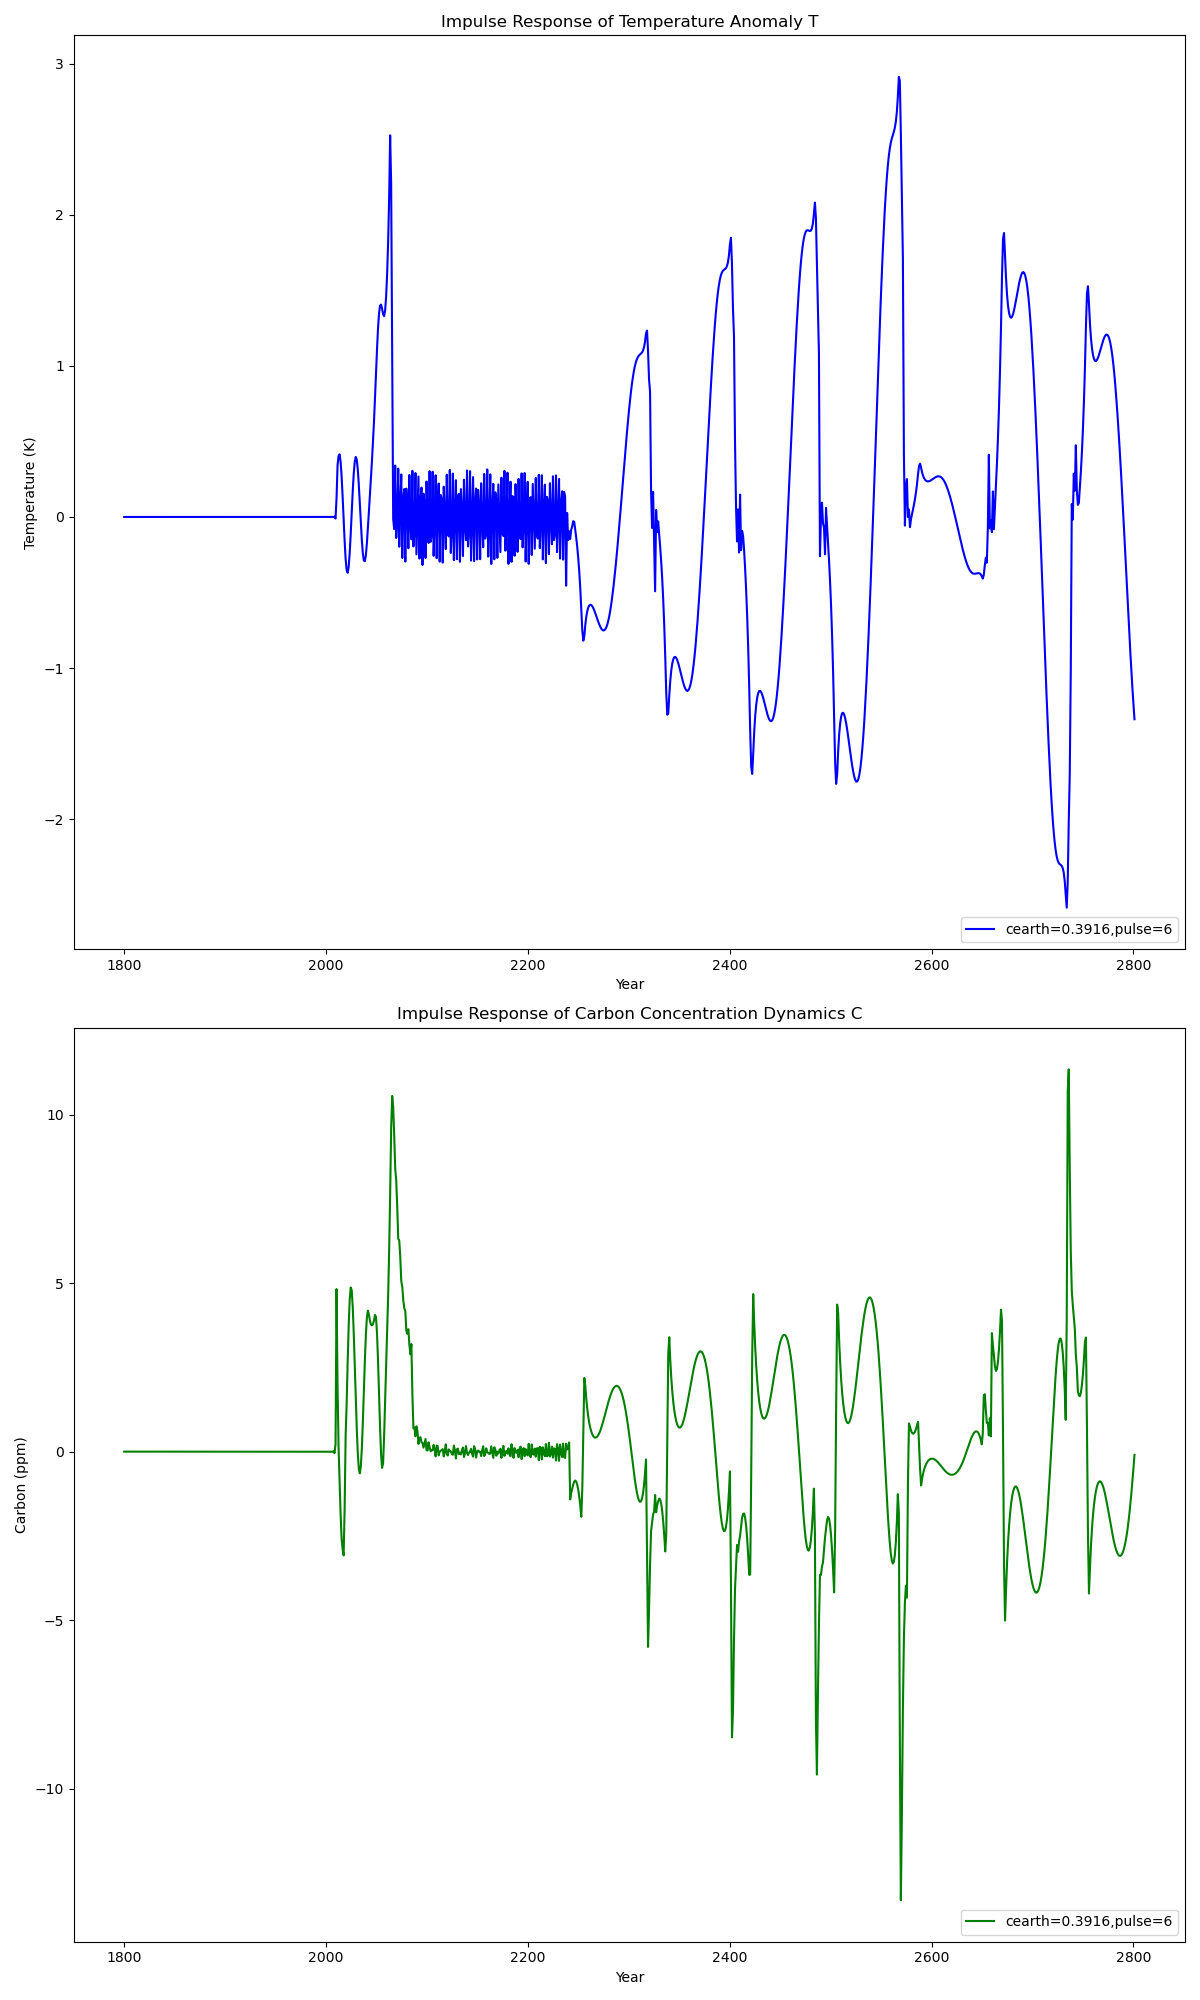 Impulse Response of Temperature Anomaly T
3
2
1
0
−1
−2
Temperature (K)
cearth=0.3916,pulse=6
1800 2000 2200 2400 2600 2800
Year
Impulse Response of Carbon Concentration Dynamics C
10
5
0
−5
−10
Carbon (ppm)
cearth=0.3916,pulse=6
1800 2000 2200 2400 2600 2800
Year